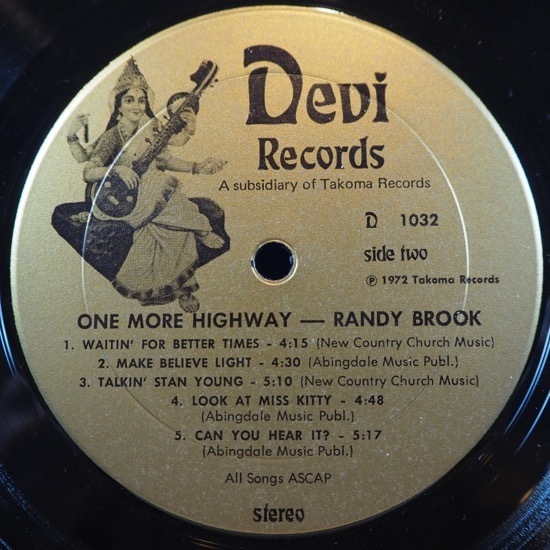 Devi
Records
A subsidiary of Takoma Records
D 1032
side two
℗ 1972 Takoma Records
ONE MORE HIGHWAY — RANDY BROOK
1. WAITIN' FOR BETTER TIMES - 4:15 (New Country Church Music)
2. MAKE BELIEVE LIGHT - 4:30 (Abingdale Music Publ.)
3. TALKIN' STAN YOUNG - 5:10 (New Country Church Music)
4. LOOK AT MISS KITTY - 4:48
(Abingdale Music Publ.)
5. CAN YOU HEAR IT? - 5:17
(Abingdale Music Publ.)
All Songs ASCAP
stereo